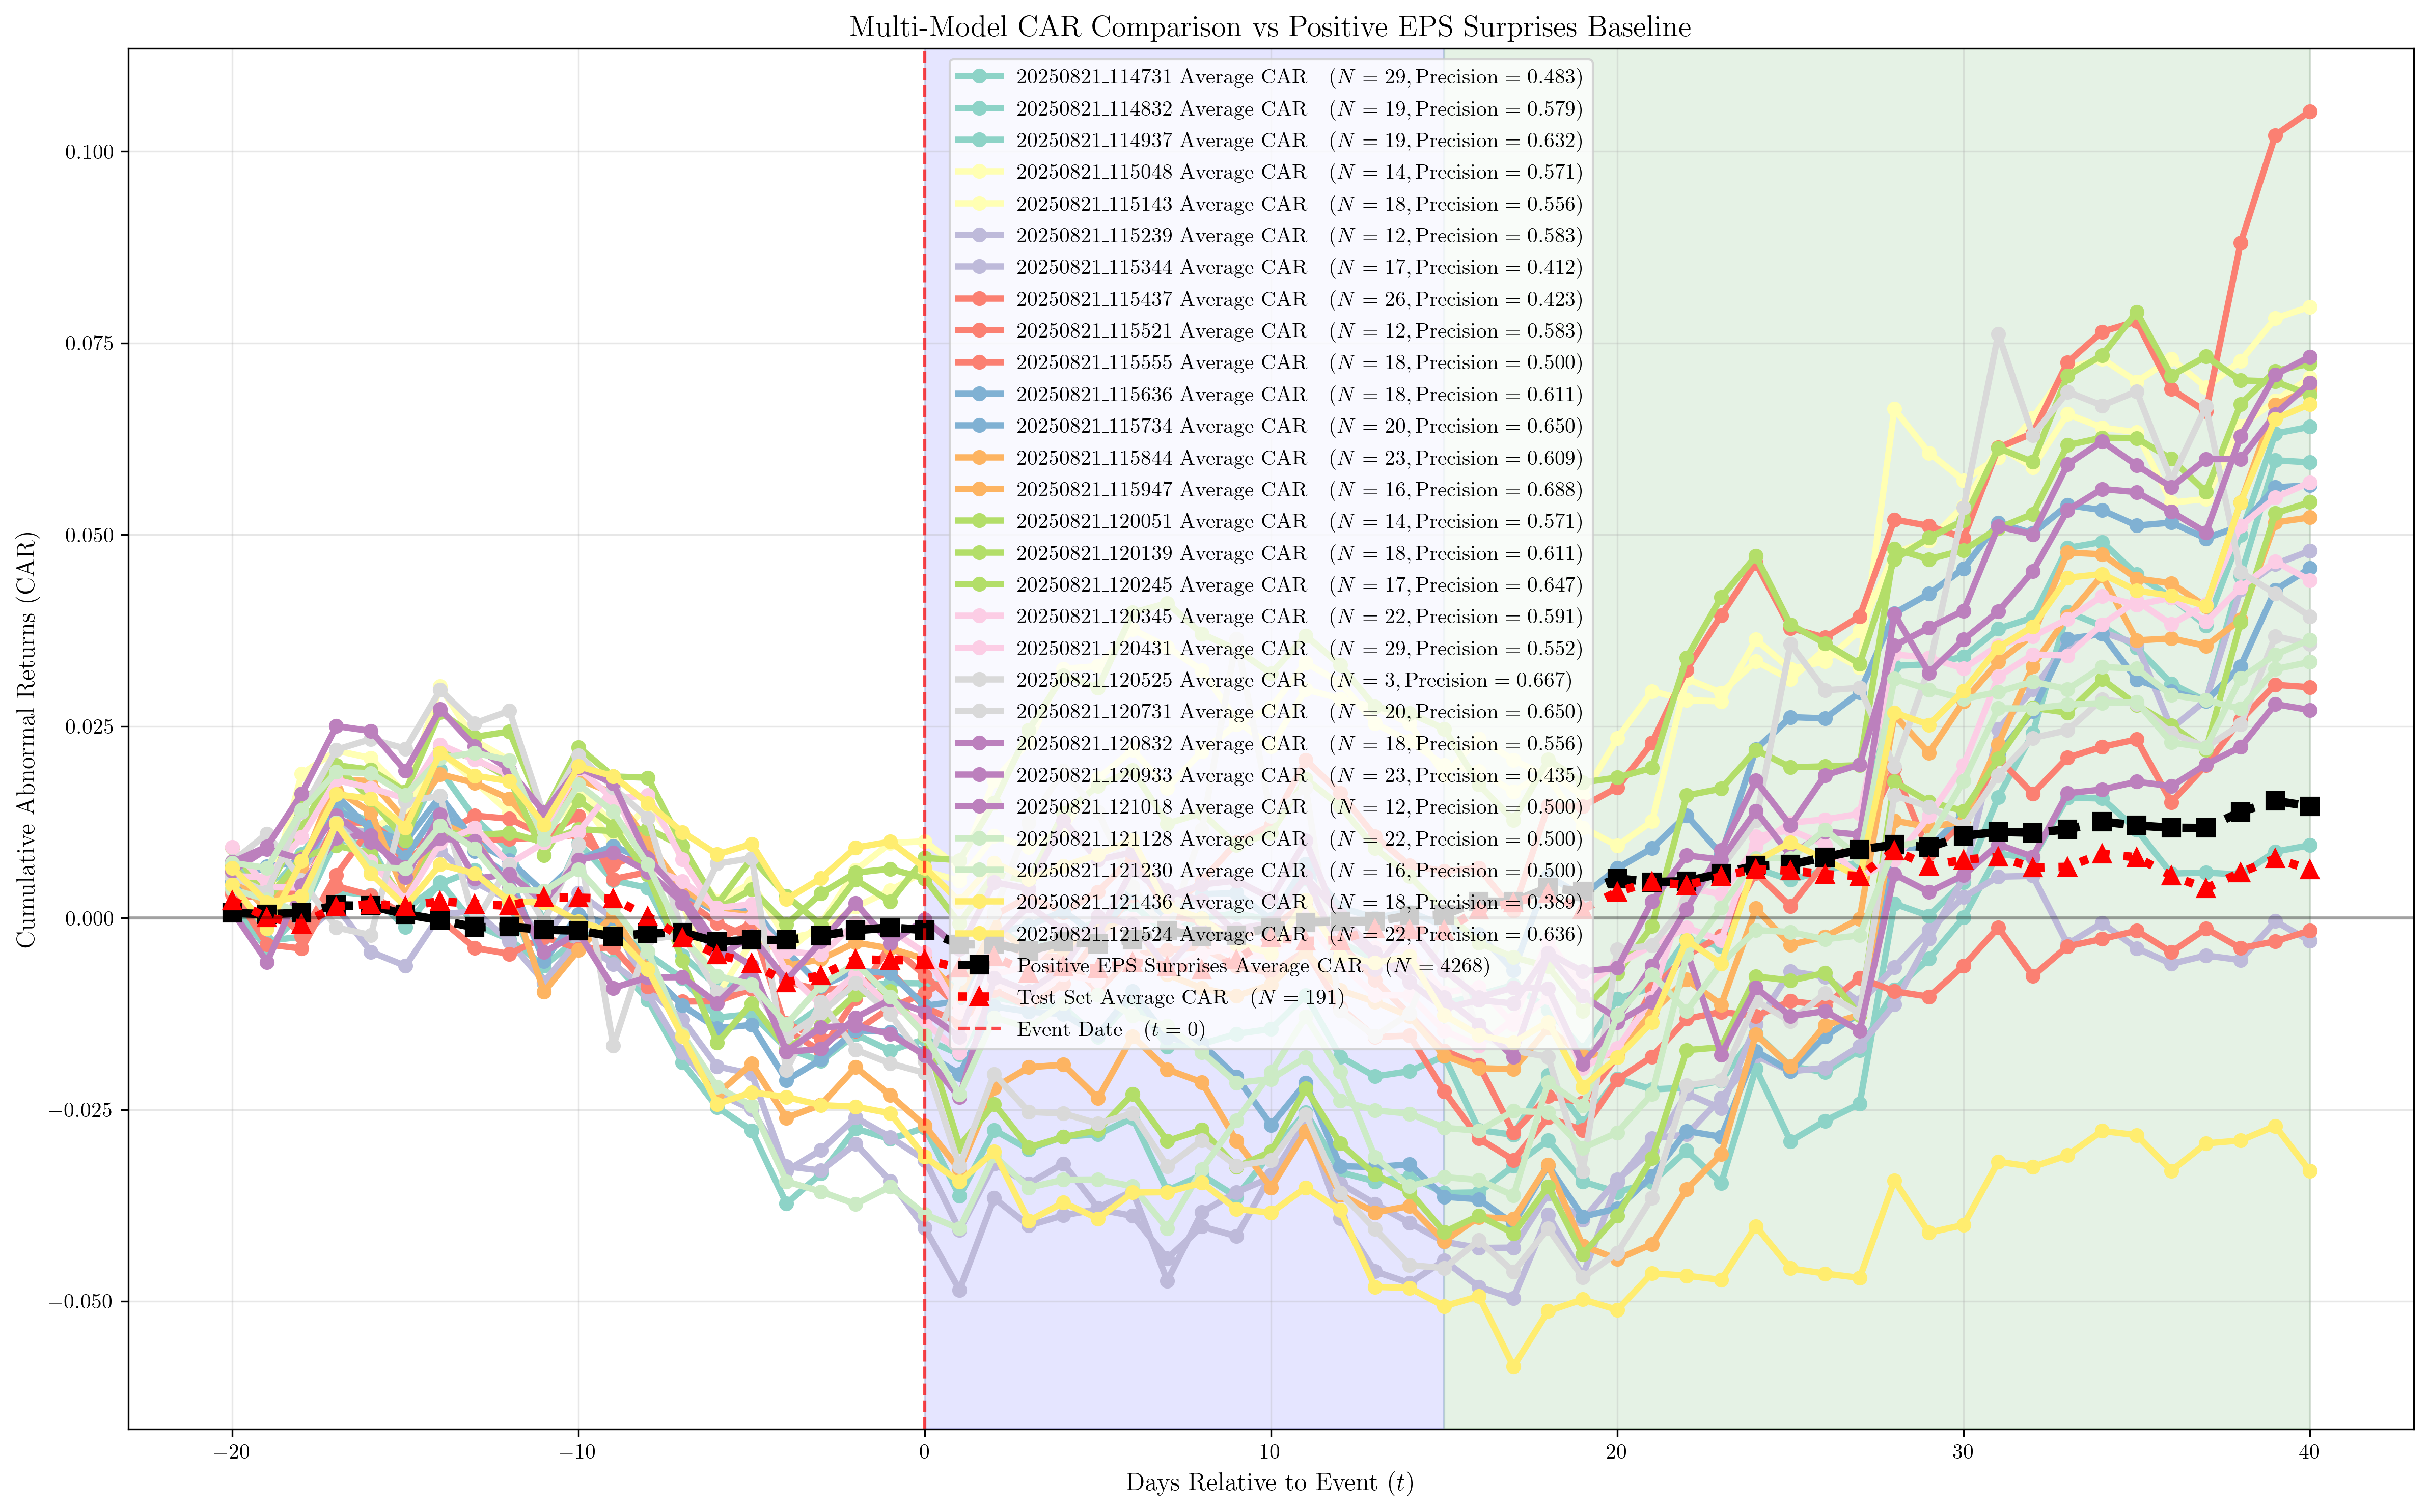 Multi-Model CAR Comparison vs Positive EPS Surprises Baseline
20250821_114731 Average CAR (N = 29, Precision = 0.483)
20250821_114832 Average CAR (N = 19, Precision = 0.579)
20250821_114937 Average CAR (N = 19, Precision = 0.632)
20250821_115048 Average CAR (N = 14, Precision = 0.571)
20250821_115143 Average CAR (N = 18, Precision = 0.556)
20250821_115239 Average CAR (N = 12, Precision = 0.583)
20250821_115344 Average CAR (N = 17, Precision = 0.412)
20250821_115437 Average CAR (N = 26, Precision = 0.423)
20250821_115521 Average CAR (N = 12, Precision = 0.583)
20250821_115555 Average CAR (N = 18, Precision = 0.500)
20250821_115636 Average CAR (N = 18, Precision = 0.611)
20250821_115734 Average CAR (N = 20, Precision = 0.650)
20250821_115844 Average CAR (N = 23, Precision = 0.609)
20250821_115947 Average CAR (N = 16, Precision = 0.688)
20250821_120051 Average CAR (N = 14, Precision = 0.571)
20250821_120139 Average CAR (N = 18, Precision = 0.611)
20250821_120245 Average CAR (N = 17, Precision = 0.647)
20250821_120345 Average CAR (N = 22, Precision = 0.591)
20250821_120431 Average CAR (N = 29, Precision = 0.552)
20250821_120525 Average CAR (N = 3, Precision = 0.667)
20250821_120731 Average CAR (N = 20, Precision = 0.650)
20250821_120832 Average CAR (N = 18, Precision = 0.556)
20250821_120933 Average CAR (N = 23, Precision = 0.435)
20250821_121018 Average CAR (N = 12, Precision = 0.500)
20250821_121128 Average CAR (N = 22, Precision = 0.500)
20250821_121230 Average CAR (N = 16, Precision = 0.500)
20250821_121436 Average CAR (N = 18, Precision = 0.389)
20250821_121524 Average CAR (N = 22, Precision = 0.636)
Positive EPS Surprises Average CAR (N = 4268)
Test Set Average CAR (N = 191)
Event Date (t = 0)
Cumulative Abnormal Returns (CAR)
0.100
0.075
0.050
0.025
0.000
−0.025
−0.050
−20
−10
0
10
20
30
40
Days Relative to Event (t)